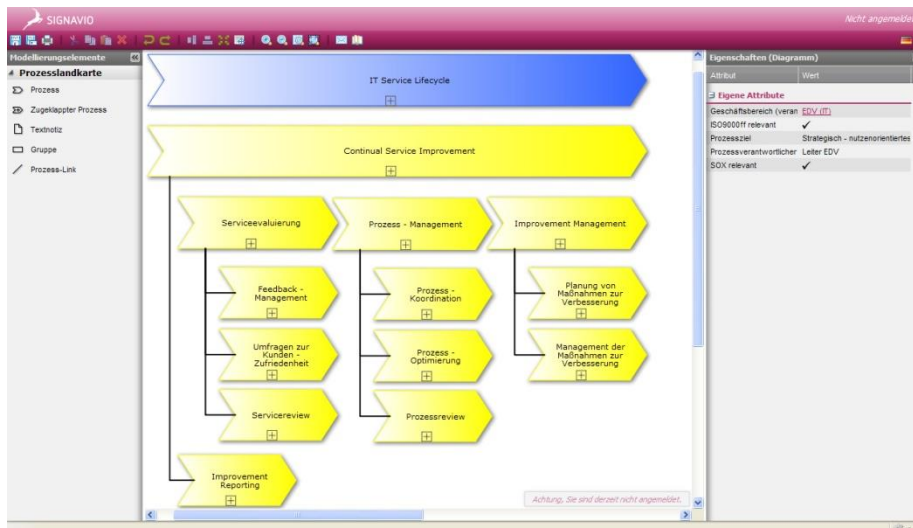 SIGNAVIO
Nicht angemeldet
Modellierungselemente
Prozesslandkarte
Prozess
Zugeklappter Prozess
Textnotiz
Gruppe
Prozess-Link
IT Service Lifecycle
Continual Service Improvement
Serviceevaluierung
Prozess - Management
Improvement Management
Feedback -
Management
Prozess -
Koordination
Planung von
Maßnahmen zur
Verbesserung
Umfragen zur
Kunden -
Zufriedenheit
Prozess -
Optimierung
Management der
Maßnahmen zur
Verbesserung
Servicereview
Prozessreview
Improvement
Reporting
Achtung, Sie sind derzeit nicht angemeldet.
Eigenschaften (Diagramm)
Attribut Wert
Eigene Attribute
Geschäftsbereich (veran EDV (IT)
ISO9000ff relevant ✓
Prozessziel Strategisch - nutzenorientiertes
Prozessverantwortlicher Leiter EDV
SOX relevant ✓